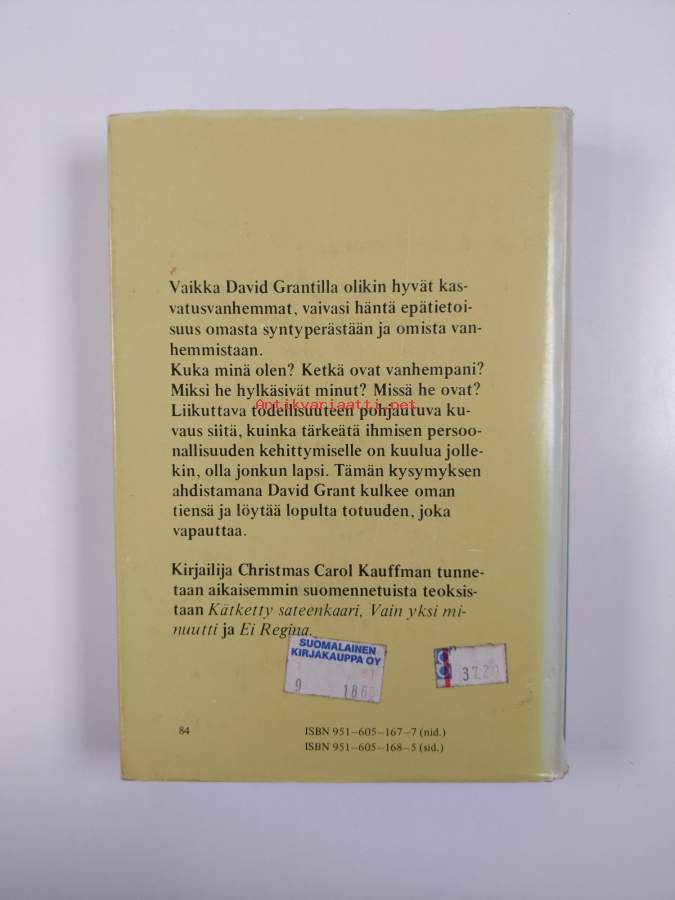 Vaikka David Grantilla olikin hyvät kas-
vatusvanhemmat, vaivasi häntä epätietoi-
suus omasta syntyperästään ja omista van-
hemmistaan.
Kuka minä olen? Ketkä ovat vanhempani?
Miksi he hylkäsivät minut? Missä he ovat?
Antikvariaatti.net
Liikuttava todellisuuteen pohjautuva ku-
vaus siitä, kuinka tärkeätä ihmisen persoo-
nallisuuden kehittymiselle on kuulua jolle-
kin, olla jonkun lapsi. Tämän kysymyksen
ahdistamana David Grant kulkee oman
tiensä ja löytää lopulta totuuden, joka
vapauttaa.
Kirjailija Christmas Carol Kauffman tunne-
taan aikaisemmin suomennetuista teoksis-
taan Kätketty sateenkaari, Vain yksi mi-
nuutti ja Ei Regina.
SUOMALAINEN
KIRJAKAUPPA OY
9
37.20
84
ISBN 951–605–167–7 (nid.)
ISBN 951–605–168–5 (sid.)